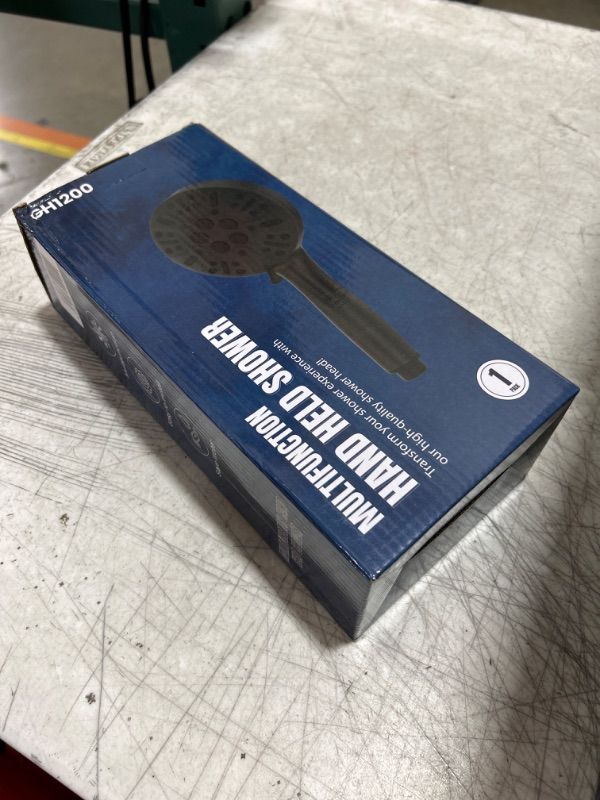 GH1200
MULTIFUNCTION
HAND HELD SHOWER
Transform your shower experience with
our high-quality shower head!
1